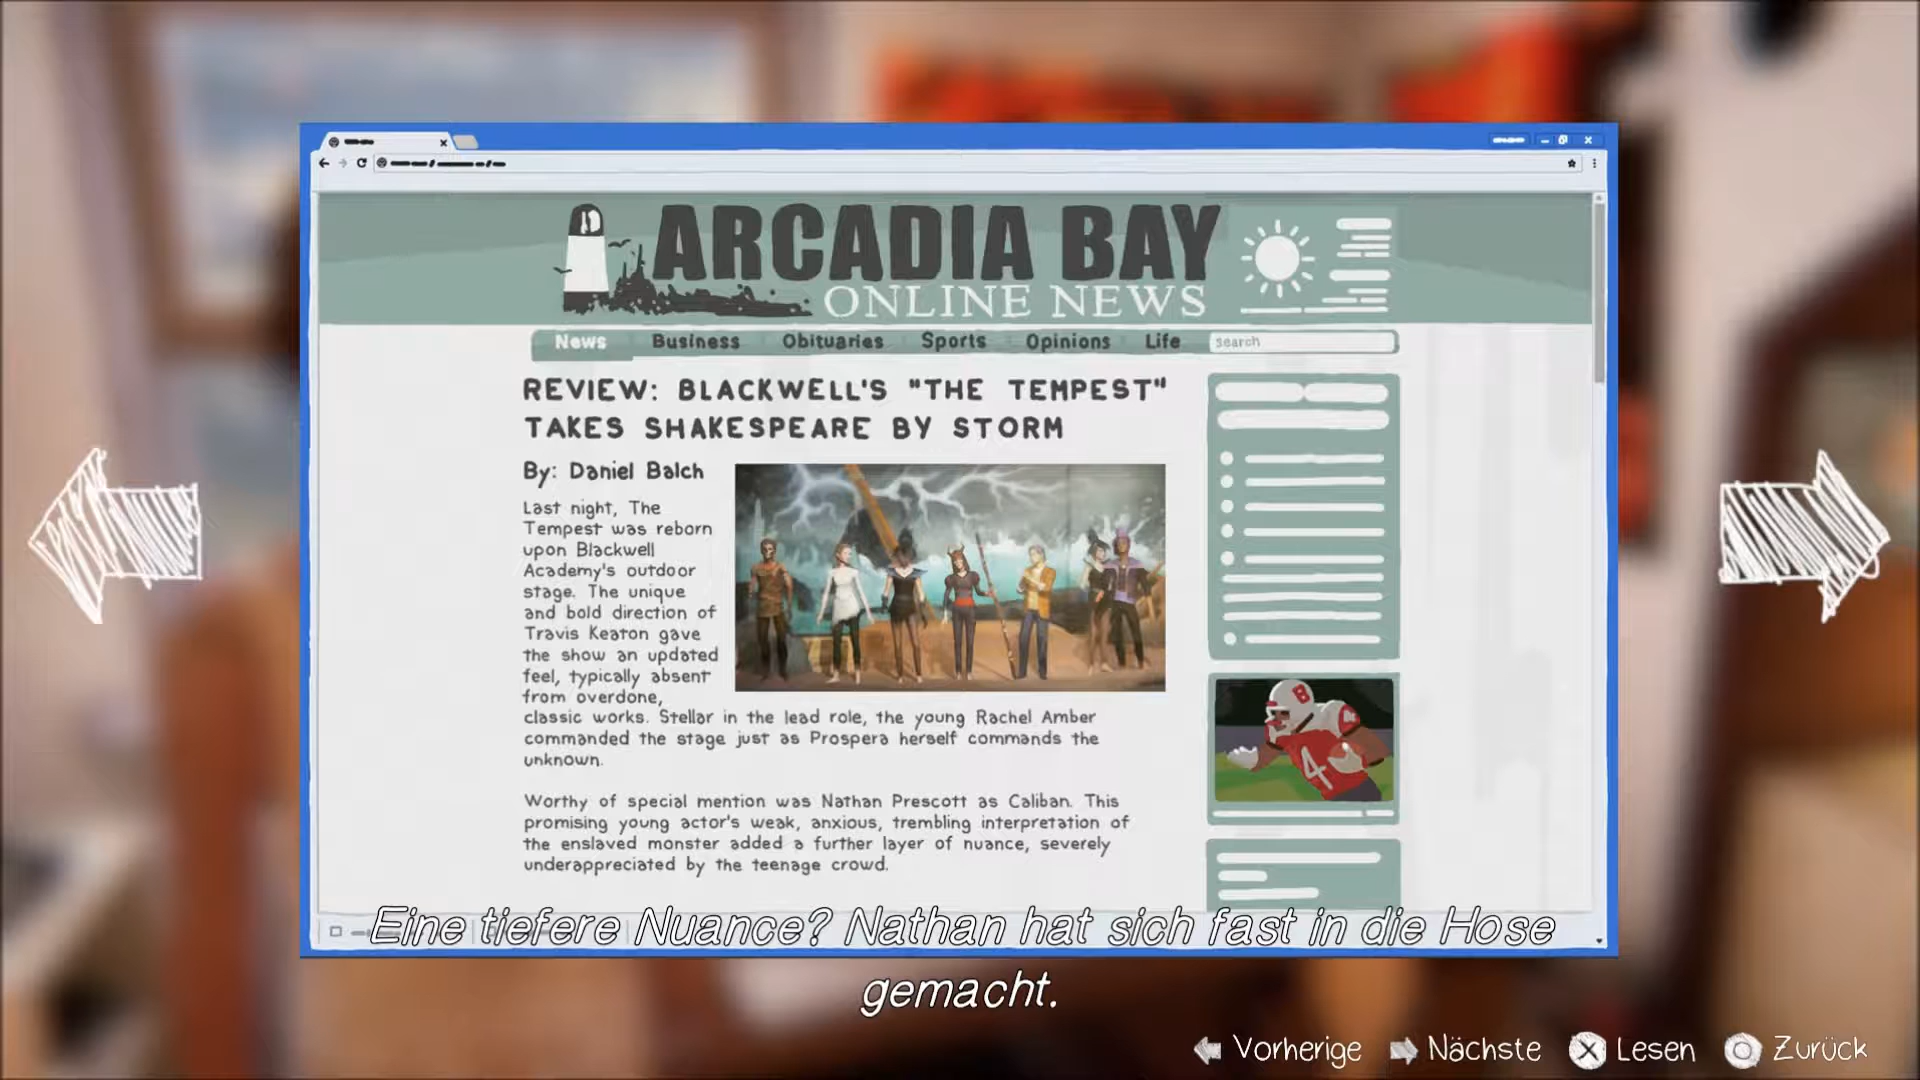 ARCADIA BAY
ONLINE NEWS
News Business Obituaries Sports Opinions Life search
REVIEW: BLACKWELL'S "THE TEMPEST"
TAKES SHAKESPEARE BY STORM
By: Daniel Balch
Last night, The
Tempest was reborn
upon Blackwell
Academy's outdoor
stage. The unique
and bold direction of
Travis Keaton gave
the show an updated
feel, typically absent
from overdone,
classic works. Stellar in the lead role, the young Rachel Amber
commanded the stage just as Prospera herself commands the
unknown.
Worthy of special mention was Nathan Prescott as Caliban. This
promising young actor's weak, anxious, trembling interpretation of
the enslaved monster added a further layer of nuance, severely
underappreciated by the teenage crowd.
B
4
Eine tiefere Nuance? Nathan hat sich fast in die Hose
gemacht.
Vorherige Nächste Lesen Zurück